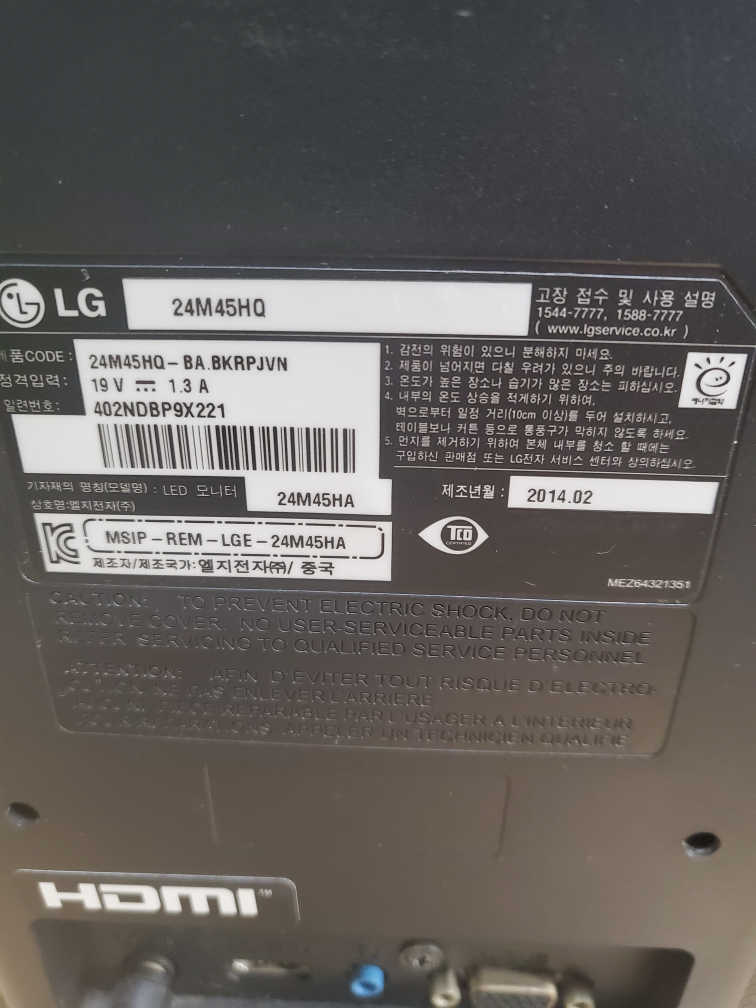 LG
24M45HQ
고장 접수 및 사용 설명
1544-7777, 1588-7777
( www.lgservice.co.kr )
품CODE :
24M45HQ-BA.BKRPJVN
정격입력 :
19 V ⎓ 1.3 A
일련번호 :
402NDBP9X221
1. 감전의 위험이 있으니 분해하지 마세요.
2. 제품이 넘어지면 다칠 우려가 있으니 주의 바랍니다.
3. 온도가 높은 장소나 습기가 많은 장소는 피하십시오.
4. 내부의 온도 상승을 적게하기 위하여,
벽으로부터 일정 거리(10cm 이상)를 두어 설치하시고,
테이블보나 커튼 등으로 통풍구가 막히지 않도록 하세요.
5. 먼지를 제거하기 위하여 본체 내부를 청소 할 때에는
구입하신 판매점 또는 LG전자 서비스 센터와 상의하십시오.
에너지절약
기자재의 명칭(모델명) : LED 모니터
24M45HA
상호명:엘지전자(주)
제조년월 :
2014.02
MSIP-REM-LGE-24M45HA
제조자/제조국가: 엘지전자㈜/ 중국
TCO
CERTIFIED
MEZ64321351
CAUTION: TO PREVENT ELECTRIC SHOCK, DO NOT
REMOVE COVER. NO USER-SERVICEABLE PARTS INSIDE
REFER SERVICING TO QUALIFIED SERVICE PERSONNEL
ATTENTION: AFIN D'EVITER TOUT RISQUE D'ELECTRO-
CUTION, NE PAS ENLEVER L'ARRIERE
AUCUNE PIECE REPARABLE PAR L'USAGER A L'INTERIEUR
POUR REPARATIONS, APPELER UN TECHNICIEN QUALIFIE
HDMI™